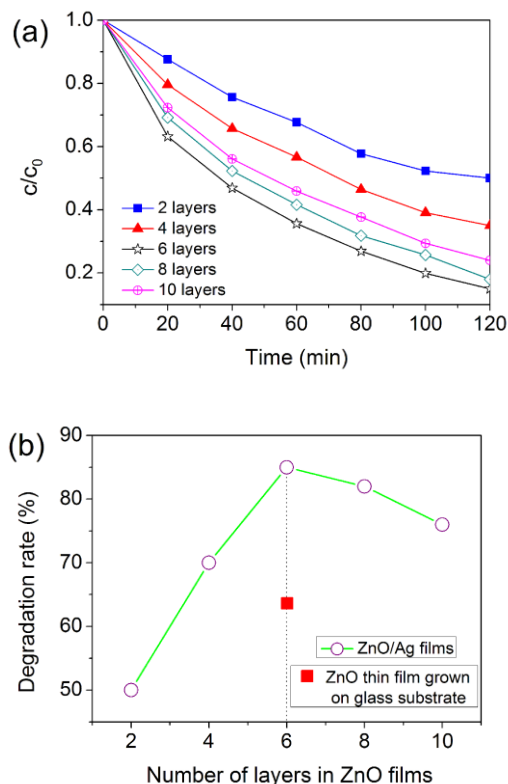 (a)
1.0
0.8
0.6
0.4
0.2
c/c0
2 layers
4 layers
6 layers
8 layers
10 layers
0 20 40 60 80 100 120
Time (min)
(b)
90
80
70
60
50
Degradation rate (%)
ZnO/Ag films
ZnO thin film grown
on glass substrate
2 4 6 8 10
Number of layers in ZnO films